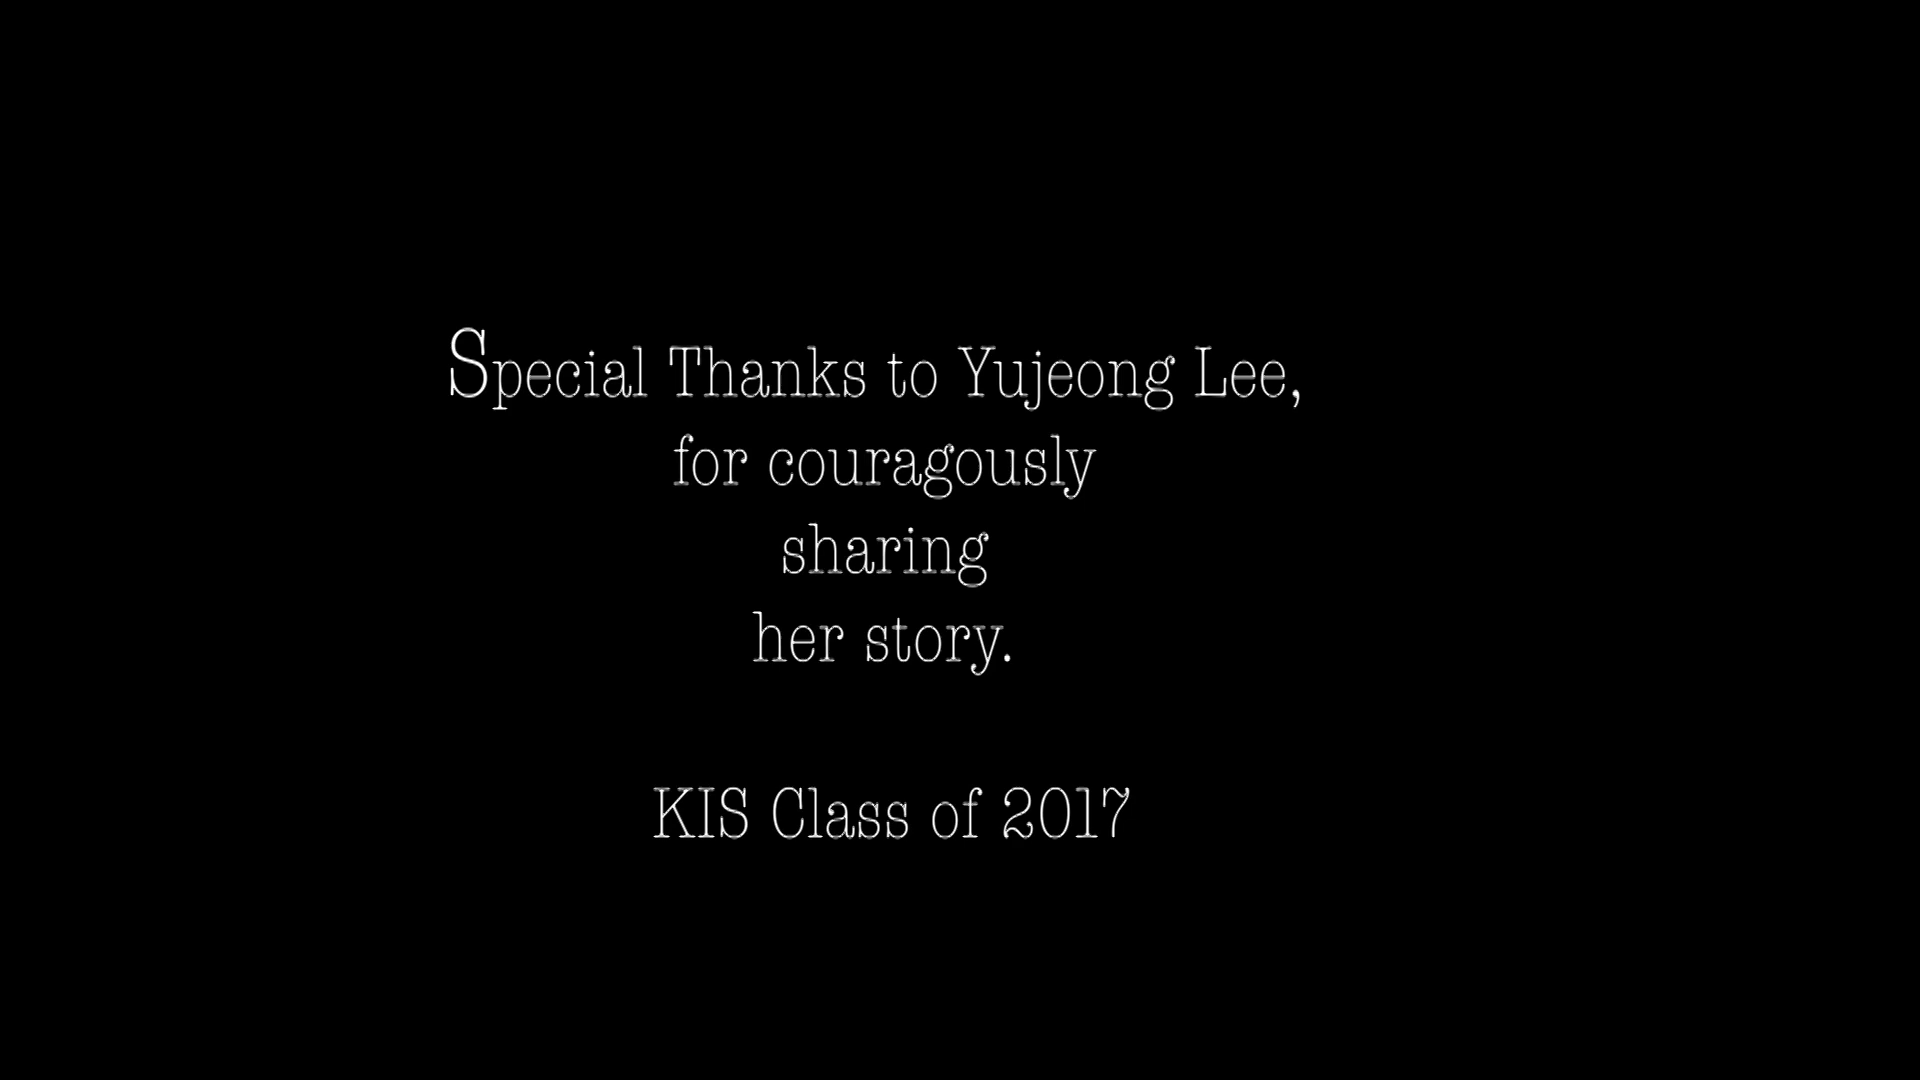 Special Thanks to Yujeong Lee,
for couragously
sharing
her story.
KIS Class of 2017